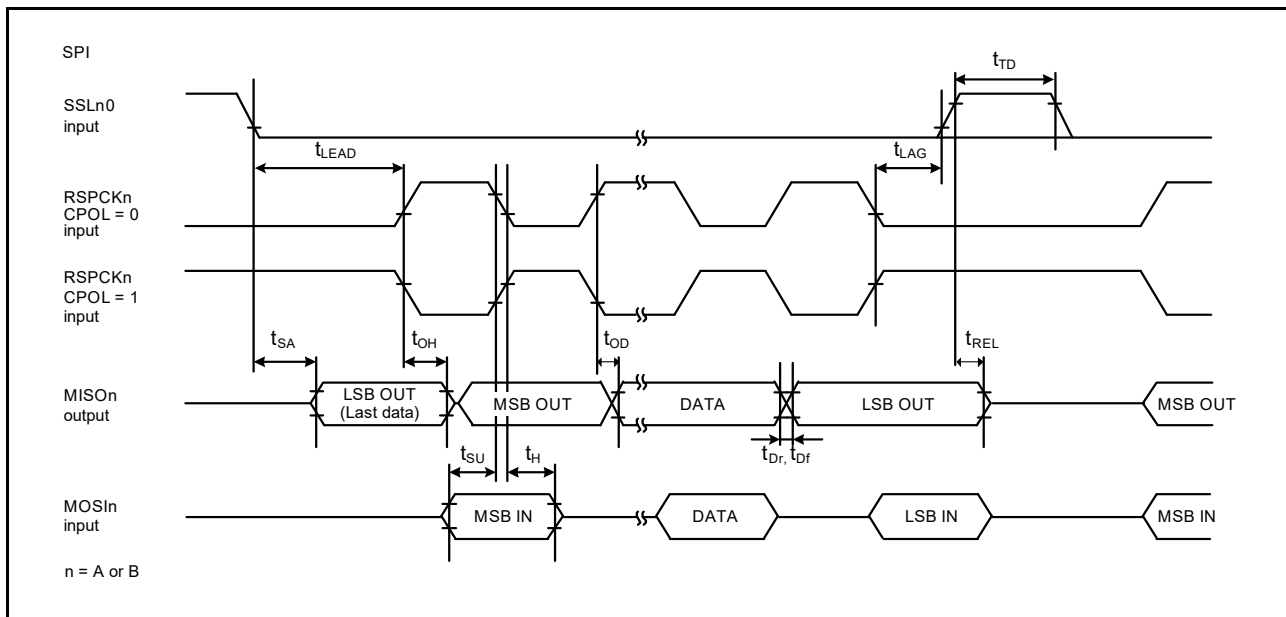 SPI
tTD
SSLn0
input
tLEAD
tLAG
RSPCKn
CPOL = 0
input
RSPCKn
CPOL = 1
input
tSA
tOH
tOD
tREL
MISOn
output
LSB OUT
(Last data)
MSB OUT
DATA
LSB OUT
MSB OUT
tSU
tH
tDr, tDf
MOSIn
input
MSB IN
DATA
LSB IN
MSB IN
n = A or B